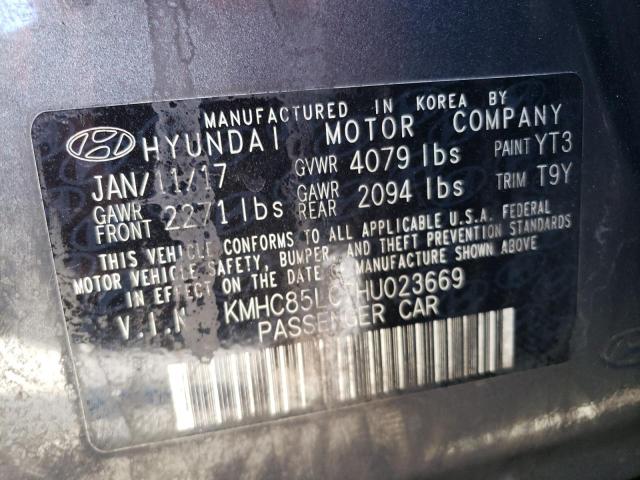 MANUFACTURED IN KOREA BY
HYUNDAI MOTOR COMPANY
JAN/11/17 GVWR 4079 lbs PAINT YT3
GAWR FRONT 2271 lbs GAWR REAR 2094 lbs TRIM T9Y
THIS VEHICLE CONFORMS TO ALL APPLICABLE U.S.A. FEDERAL
MOTOR VEHICLE SAFETY, BUMPER, AND THEFT PREVENTION STANDARDS
IN EFFECT ON THE DATE OF MANUFACTURE SHOWN ABOVE
V.I.N KMHC85LC HU023669
PASSENGER CAR